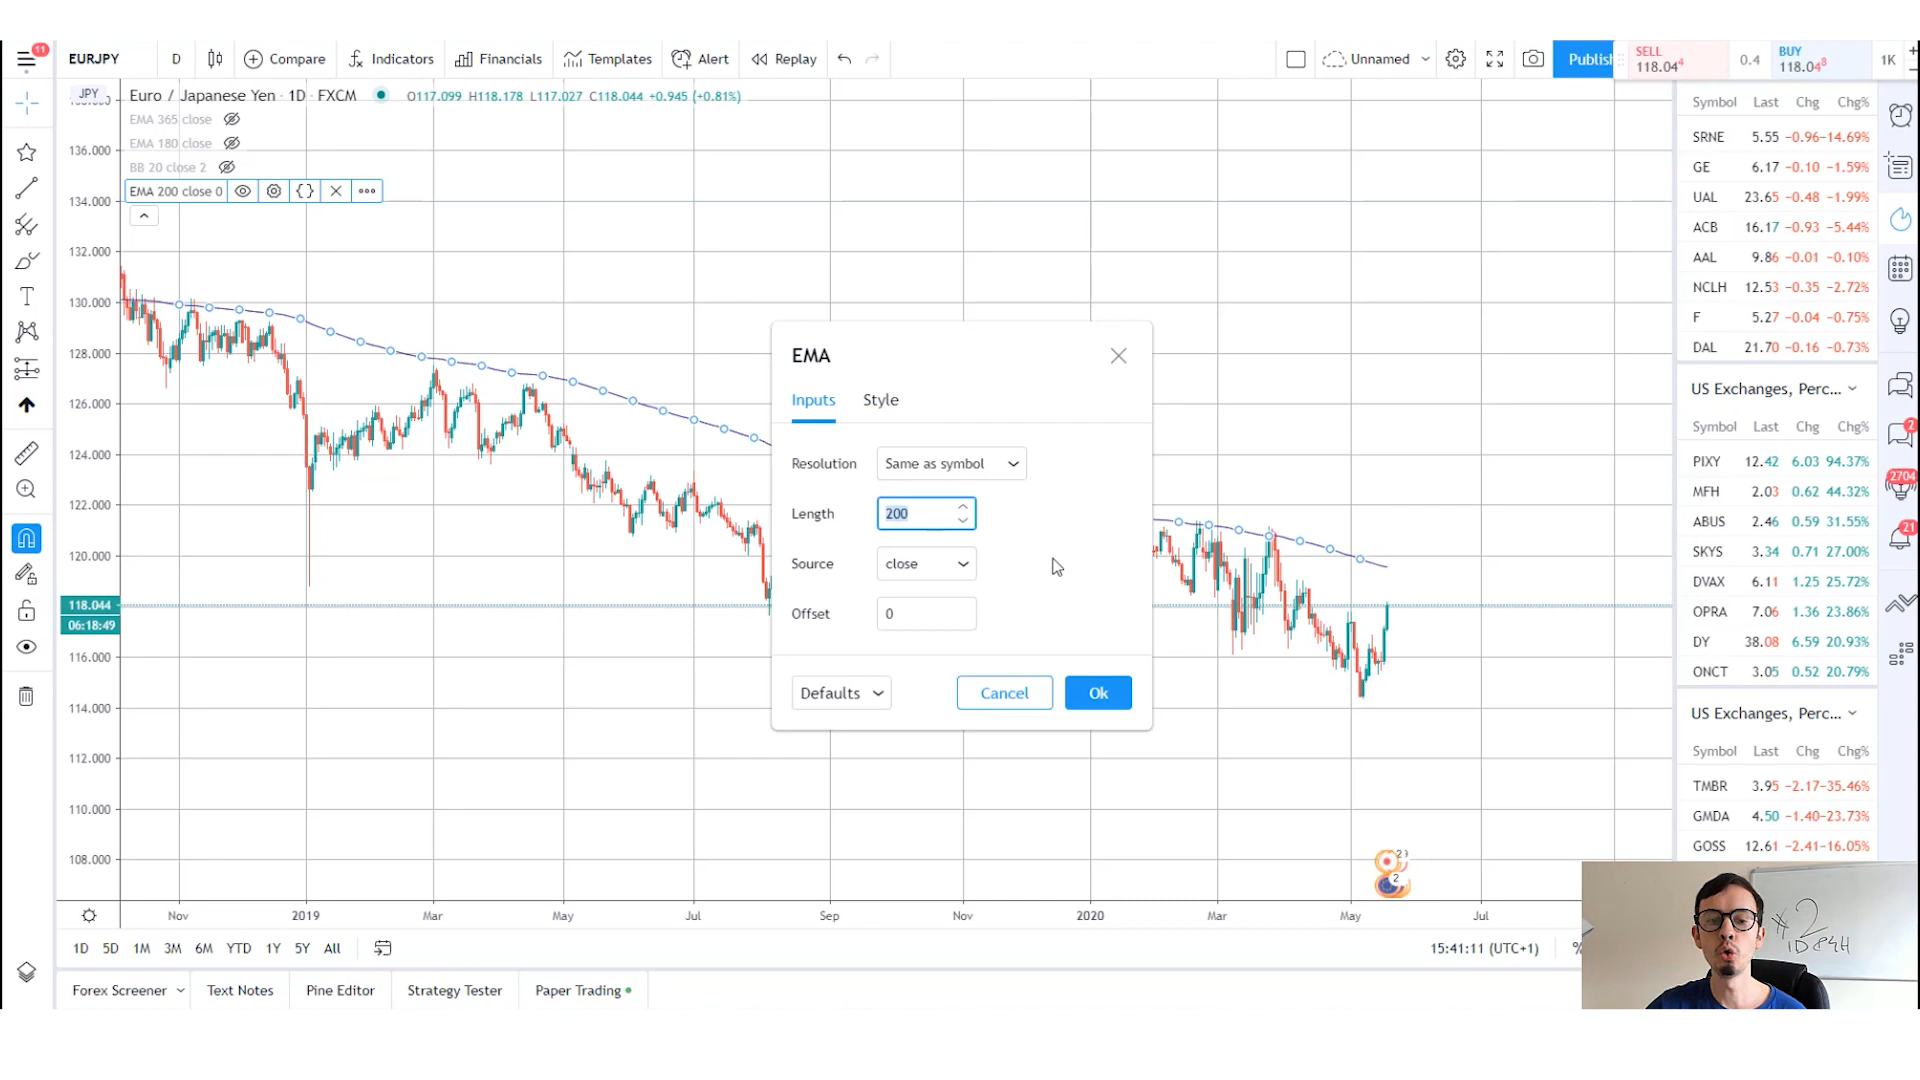 11
EURJPY D Compare Indicators Financials Templates Alert Replay Unnamed Publish
SELL 118.044 0.4 BUY 118.048 1K
JPY Euro / Japanese Yen · 1D · FXCM O117.099 H118.178 L117.027 C118.044 +0.945 (+0.81%)
EMA 365 close
EMA 180 close
BB 20 close 2
EMA 200 close 0
136.000
134.000
132.000
130.000
128.000
126.000
124.000
122.000
120.000
118.044
06:18:49
116.000
114.000
112.000
110.000
108.000
EMA
Inputs Style
Resolution Same as symbol
Length 200
Source close
Offset 0
Defaults Cancel Ok
Symbol Last Chg Chg%
SRNE 5.55 -0.96 -14.69%
GE 6.17 -0.10 -1.59%
UAL 23.65 -0.48 -1.99%
ACB 16.17 -0.93 -5.44%
AAL 9.86 -0.01 -0.10%
NCLH 12.53 -0.35 -2.72%
F 5.27 -0.04 -0.75%
DAL 21.70 -0.16 -0.73%
US Exchanges, Perc...
Symbol Last Chg Chg%
PIXY 12.42 6.03 94.37%
MFH 2.03 0.62 44.32%
ABUS 2.46 0.59 31.55%
SKYS 3.34 0.71 27.00%
DVAX 6.11 1.25 25.72%
OPRA 7.06 1.36 23.86%
DY 38.08 6.59 20.93%
ONCT 3.05 0.52 20.79%
US Exchanges, Perc...
Symbol Last Chg Chg%
TMBR 3.95 -2.17 -35.46%
GMDA 4.50 -1.40 -23.73%
GOSS 12.61 -2.41 -16.05%
2
2704
21
2
2
Nov 2019 Mar May Jul Sep Nov 2020 Mar May Jul
1D 5D 1M 3M 6M YTD 1Y 5Y All 15:41:11 (UTC+1) %
Forex Screener Text Notes Pine Editor Strategy Tester Paper Trading